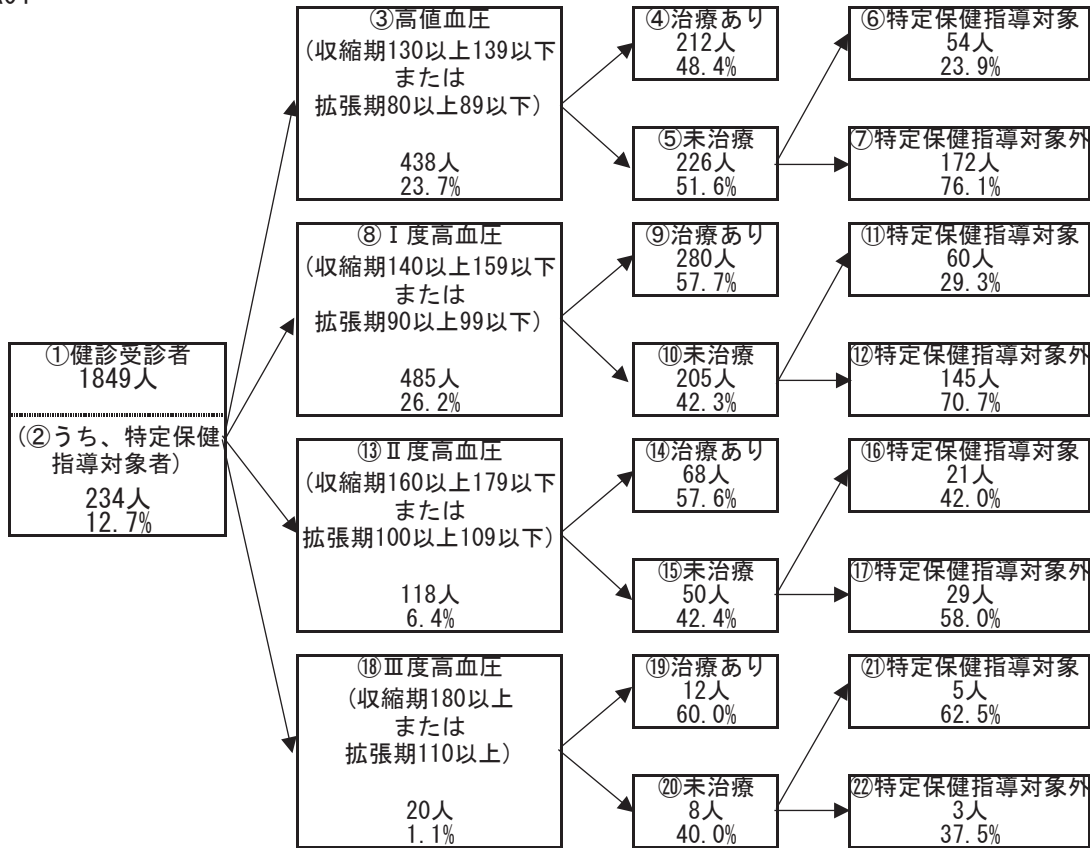 ①健診受診者
1849人
(②うち、特定保健
指導対象者)
234人
12.7%
③高値血圧
(収縮期130以上139以下
または
拡張期80以上89以下)
438人
23.7%
④治療あり
212人
48.4%
⑤未治療
226人
51.6%
⑥特定保健指導対象
54人
23.9%
⑦特定保健指導対象外
172人
76.1%
⑧Ⅰ度高血圧
(収縮期140以上159以下
または
拡張期90以上99以下)
485人
26.2%
⑨治療あり
280人
57.7%
⑩未治療
205人
42.3%
⑪特定保健指導対象
60人
29.3%
⑫特定保健指導対象外
145人
70.7%
⑬Ⅱ度高血圧
(収縮期160以上179以下
または
拡張期100以上109以下)
118人
6.4%
⑭治療あり
68人
57.6%
⑮未治療
50人
42.4%
⑯特定保健指導対象
21人
42.0%
⑰特定保健指導対象外
29人
58.0%
⑱Ⅲ度高血圧
(収縮期180以上
または
拡張期110以上)
20人
1.1%
⑲治療あり
12人
60.0%
⑳未治療
8人
40.0%
㉑特定保健指導対象
5人
62.5%
㉒特定保健指導対象外
3人
37.5%